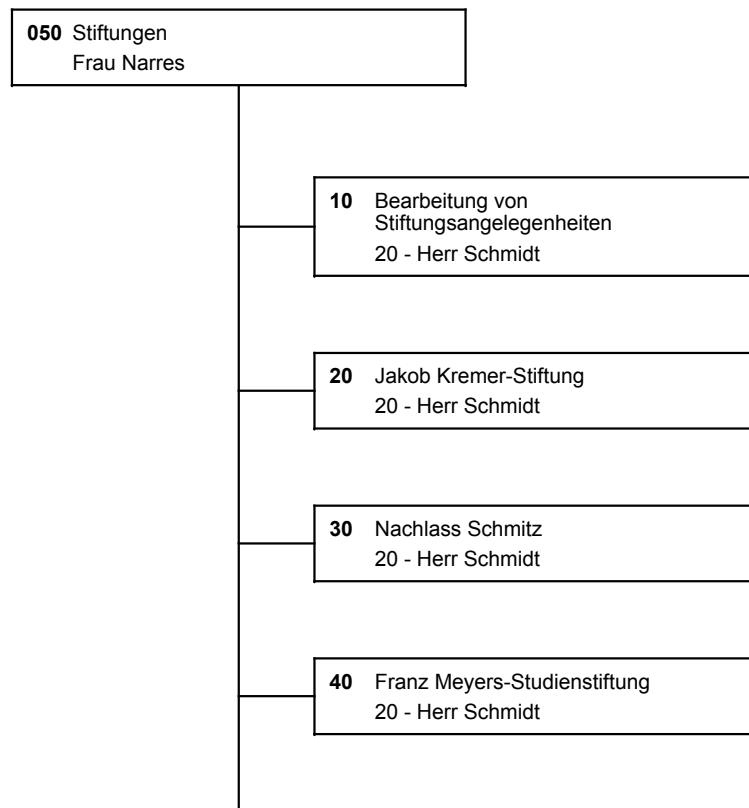 050 Stiftungen
Frau Narres
10 Bearbeitung von
Stiftungsangelegenheiten
20 - Herr Schmidt
20 Jakob Kremer-Stiftung
20 - Herr Schmidt
30 Nachlass Schmitz
20 - Herr Schmidt
40 Franz Meyers-Studienstiftung
20 - Herr Schmidt